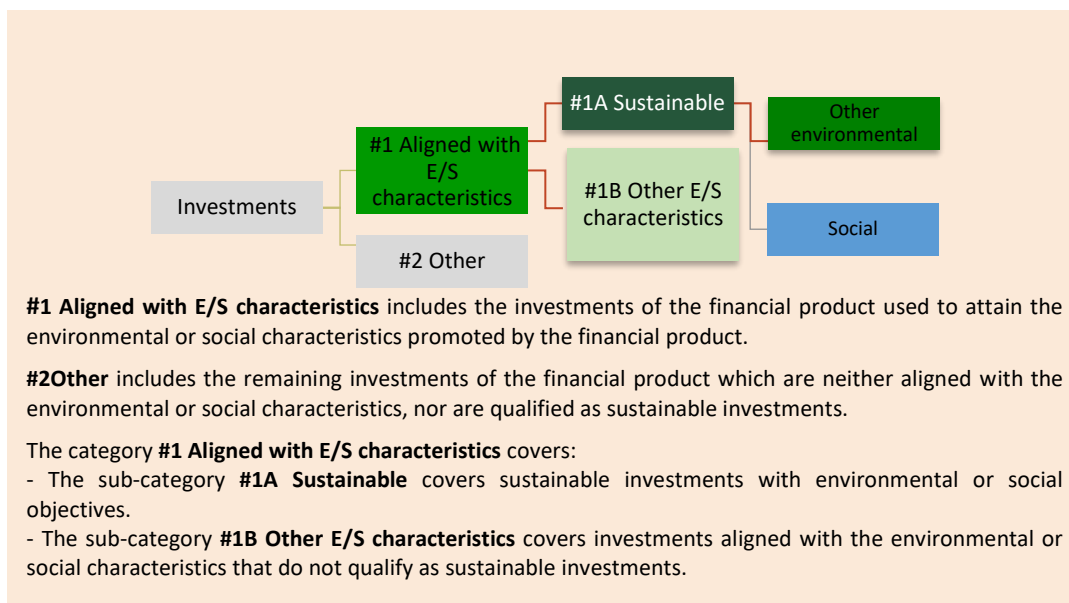 #1A Sustainable
Other
environmental
#1 Aligned with
E/S
characteristics
#1B Other E/S
characteristics
Investments
Social
#2 Other
#1 Aligned with E/S characteristics includes the investments of the financial product used to attain the
environmental or social characteristics promoted by the financial product.
#2Other includes the remaining investments of the financial product which are neither aligned with the
environmental or social characteristics, nor are qualified as sustainable investments.
The category #1 Aligned with E/S characteristics covers:
- The sub-category #1A Sustainable covers sustainable investments with environmental or social
objectives.
- The sub-category #1B Other E/S characteristics covers investments aligned with the environmental or
social characteristics that do not qualify as sustainable investments.